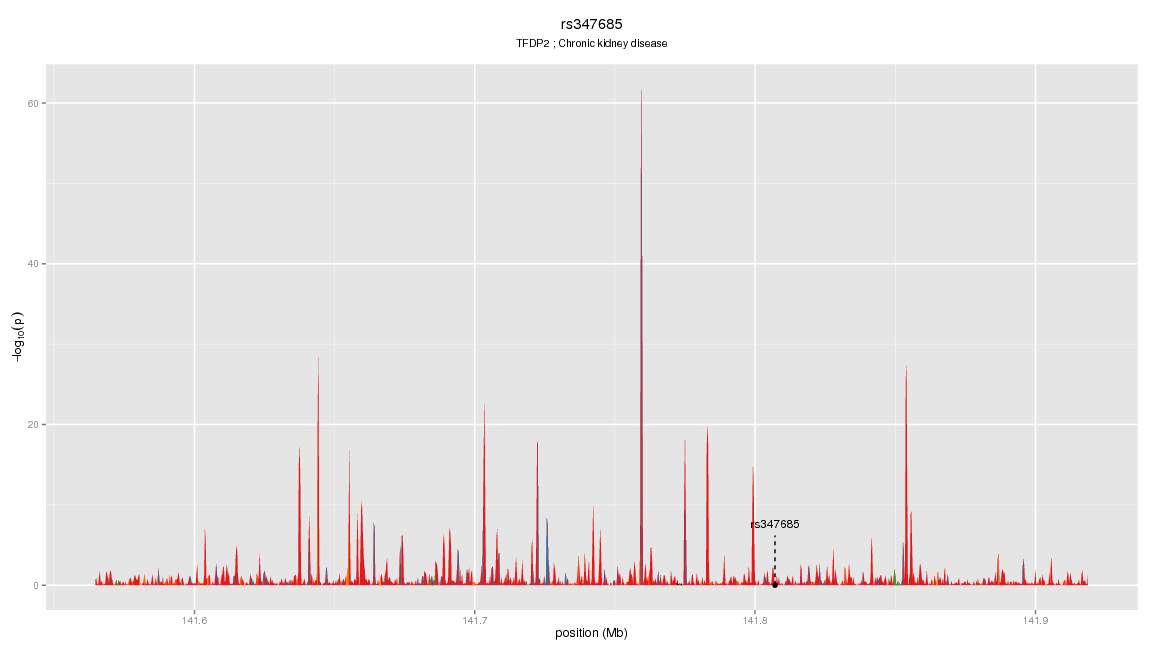 rs347685
TFDP2 ; Chronic kidney disease
60
40
20
0
−log10(p)
rs347685
141.6
141.7
141.8
141.9
position (Mb)